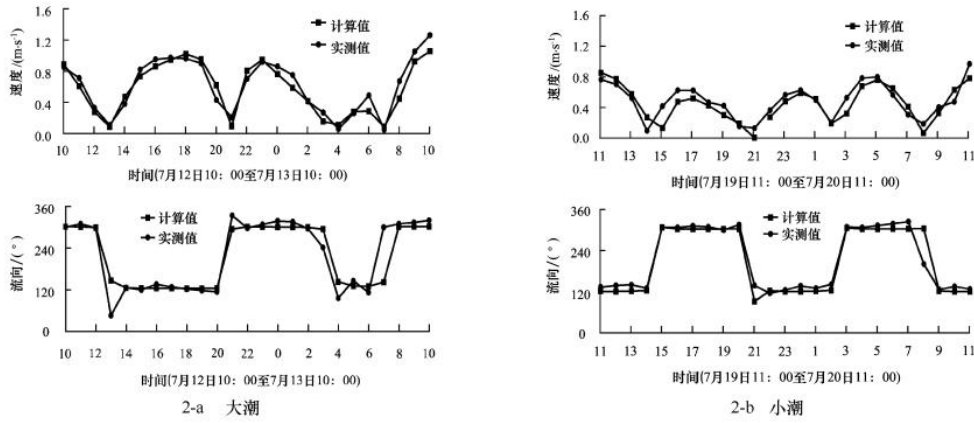 1.6
1.2
0.8
0.4
0.0
速度/(m·s⁻¹)
计算值
实测值
10 12 14 16 18 20 22 0 2 4 6 8 10
时间(7月12日10：00至7月13日10：00)
360
240
120
0
流向/(°)
计算值
实测值
10 12 14 16 18 20 22 0 2 4 6 8 10
时间(7月12日10：00至7月13日10：00)
2-a 大潮
1.6
1.2
0.8
0.4
0.0
速度/(m·s⁻¹)
计算值
实测值
11 13 15 17 19 21 23 1 3 5 7 9 11
时间(7月19日11：00至7月20日11：00)
360
240
120
0
流向/(°)
计算值
实测值
11 13 15 17 19 21 23 1 3 5 7 9 11
时间(7月19日11：00至7月20日11：00)
2-b 小潮